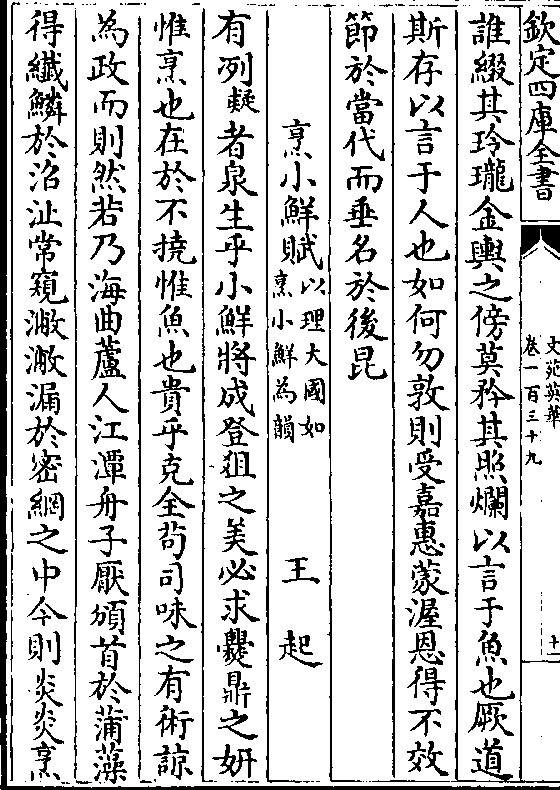 欽定四庫全書
文苑英華
卷一百三十九
十一
誰綴其玲瓏金輿之傍莫矜其照爛以言于魚也厥道
斯存以言于人也如何勿敦則受嘉惠蒙渥恩得不效
節於當代而垂名於後昆
烹小鮮賦 以理大國如烹小鮮為韻 王起
有冽疑者泉生乎小鮮將成登俎之美必求爨鼎之妍
惟烹也在於不撓惟魚也貴乎克全苟司味之有術諒
為政而則然若乃海曲蘆人江潭舟子厭頒首於蒲藻
得纖鱗於沼沚常窺潎潎漏於密網之中今則炎炎烹